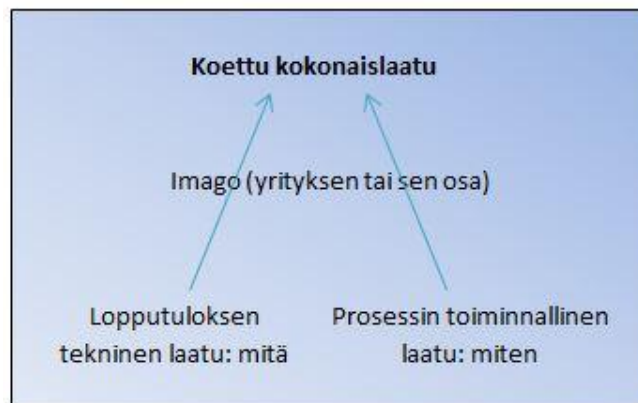 Koettu kokonaislaatu
Imago (yrityksen tai sen osa)
Lopputuloksen
tekninen laatu: mitä
Prosessin toiminnallinen
laatu: miten